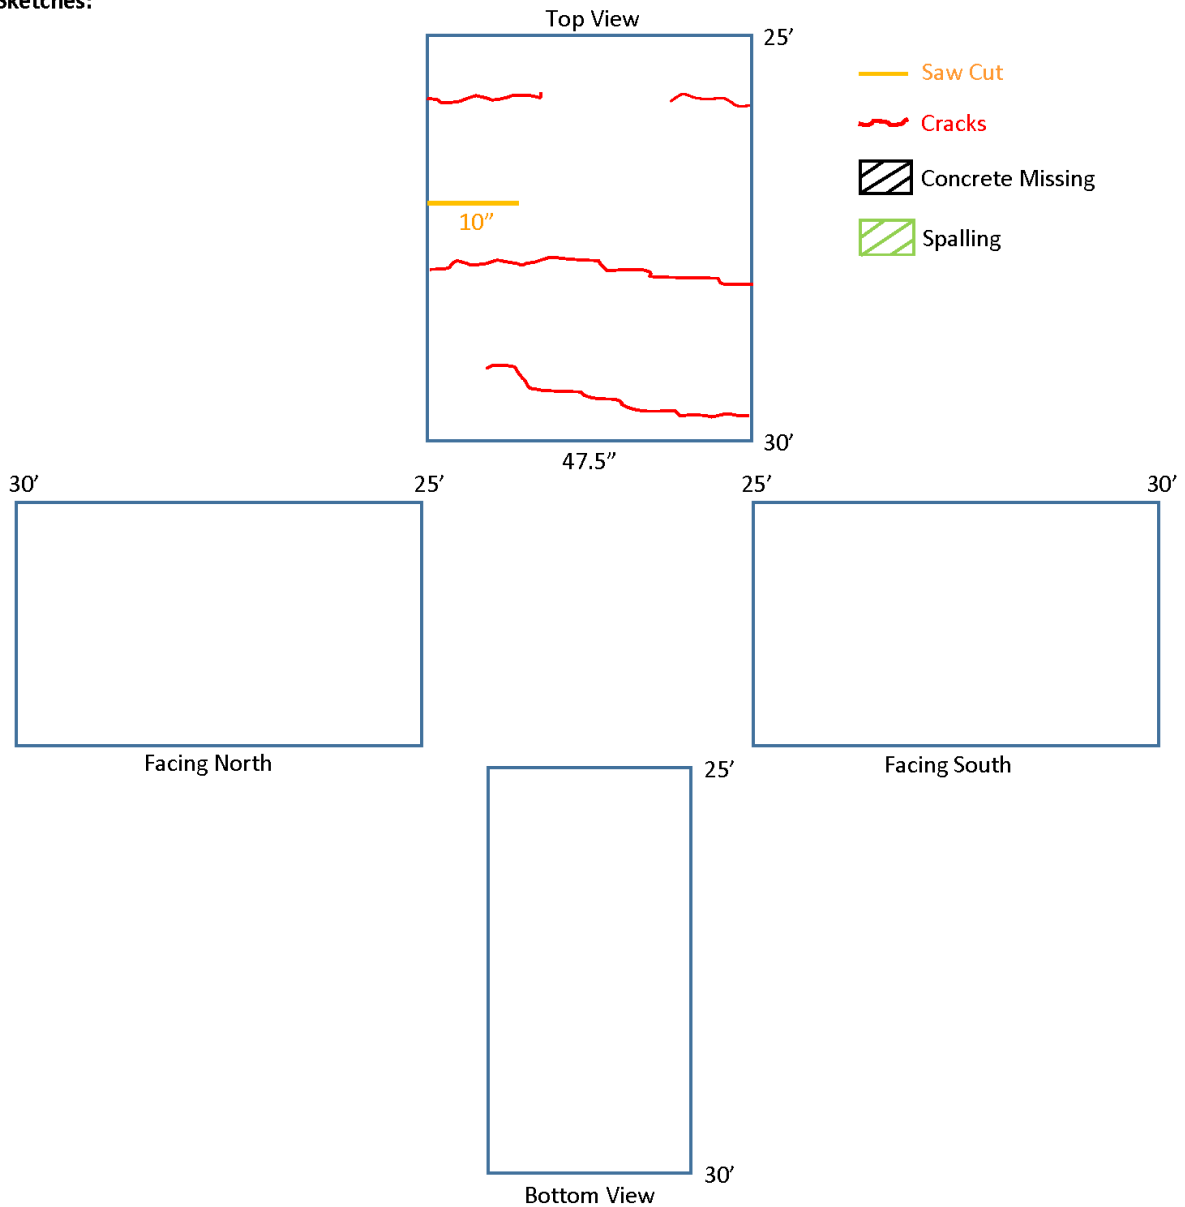 Sketches:
Top View
25’
Saw Cut
Cracks
Concrete Missing
Spalling
10”
30’
47.5”
30’
25’
25’
30’
Facing North
Facing South
25’
30’
Bottom View